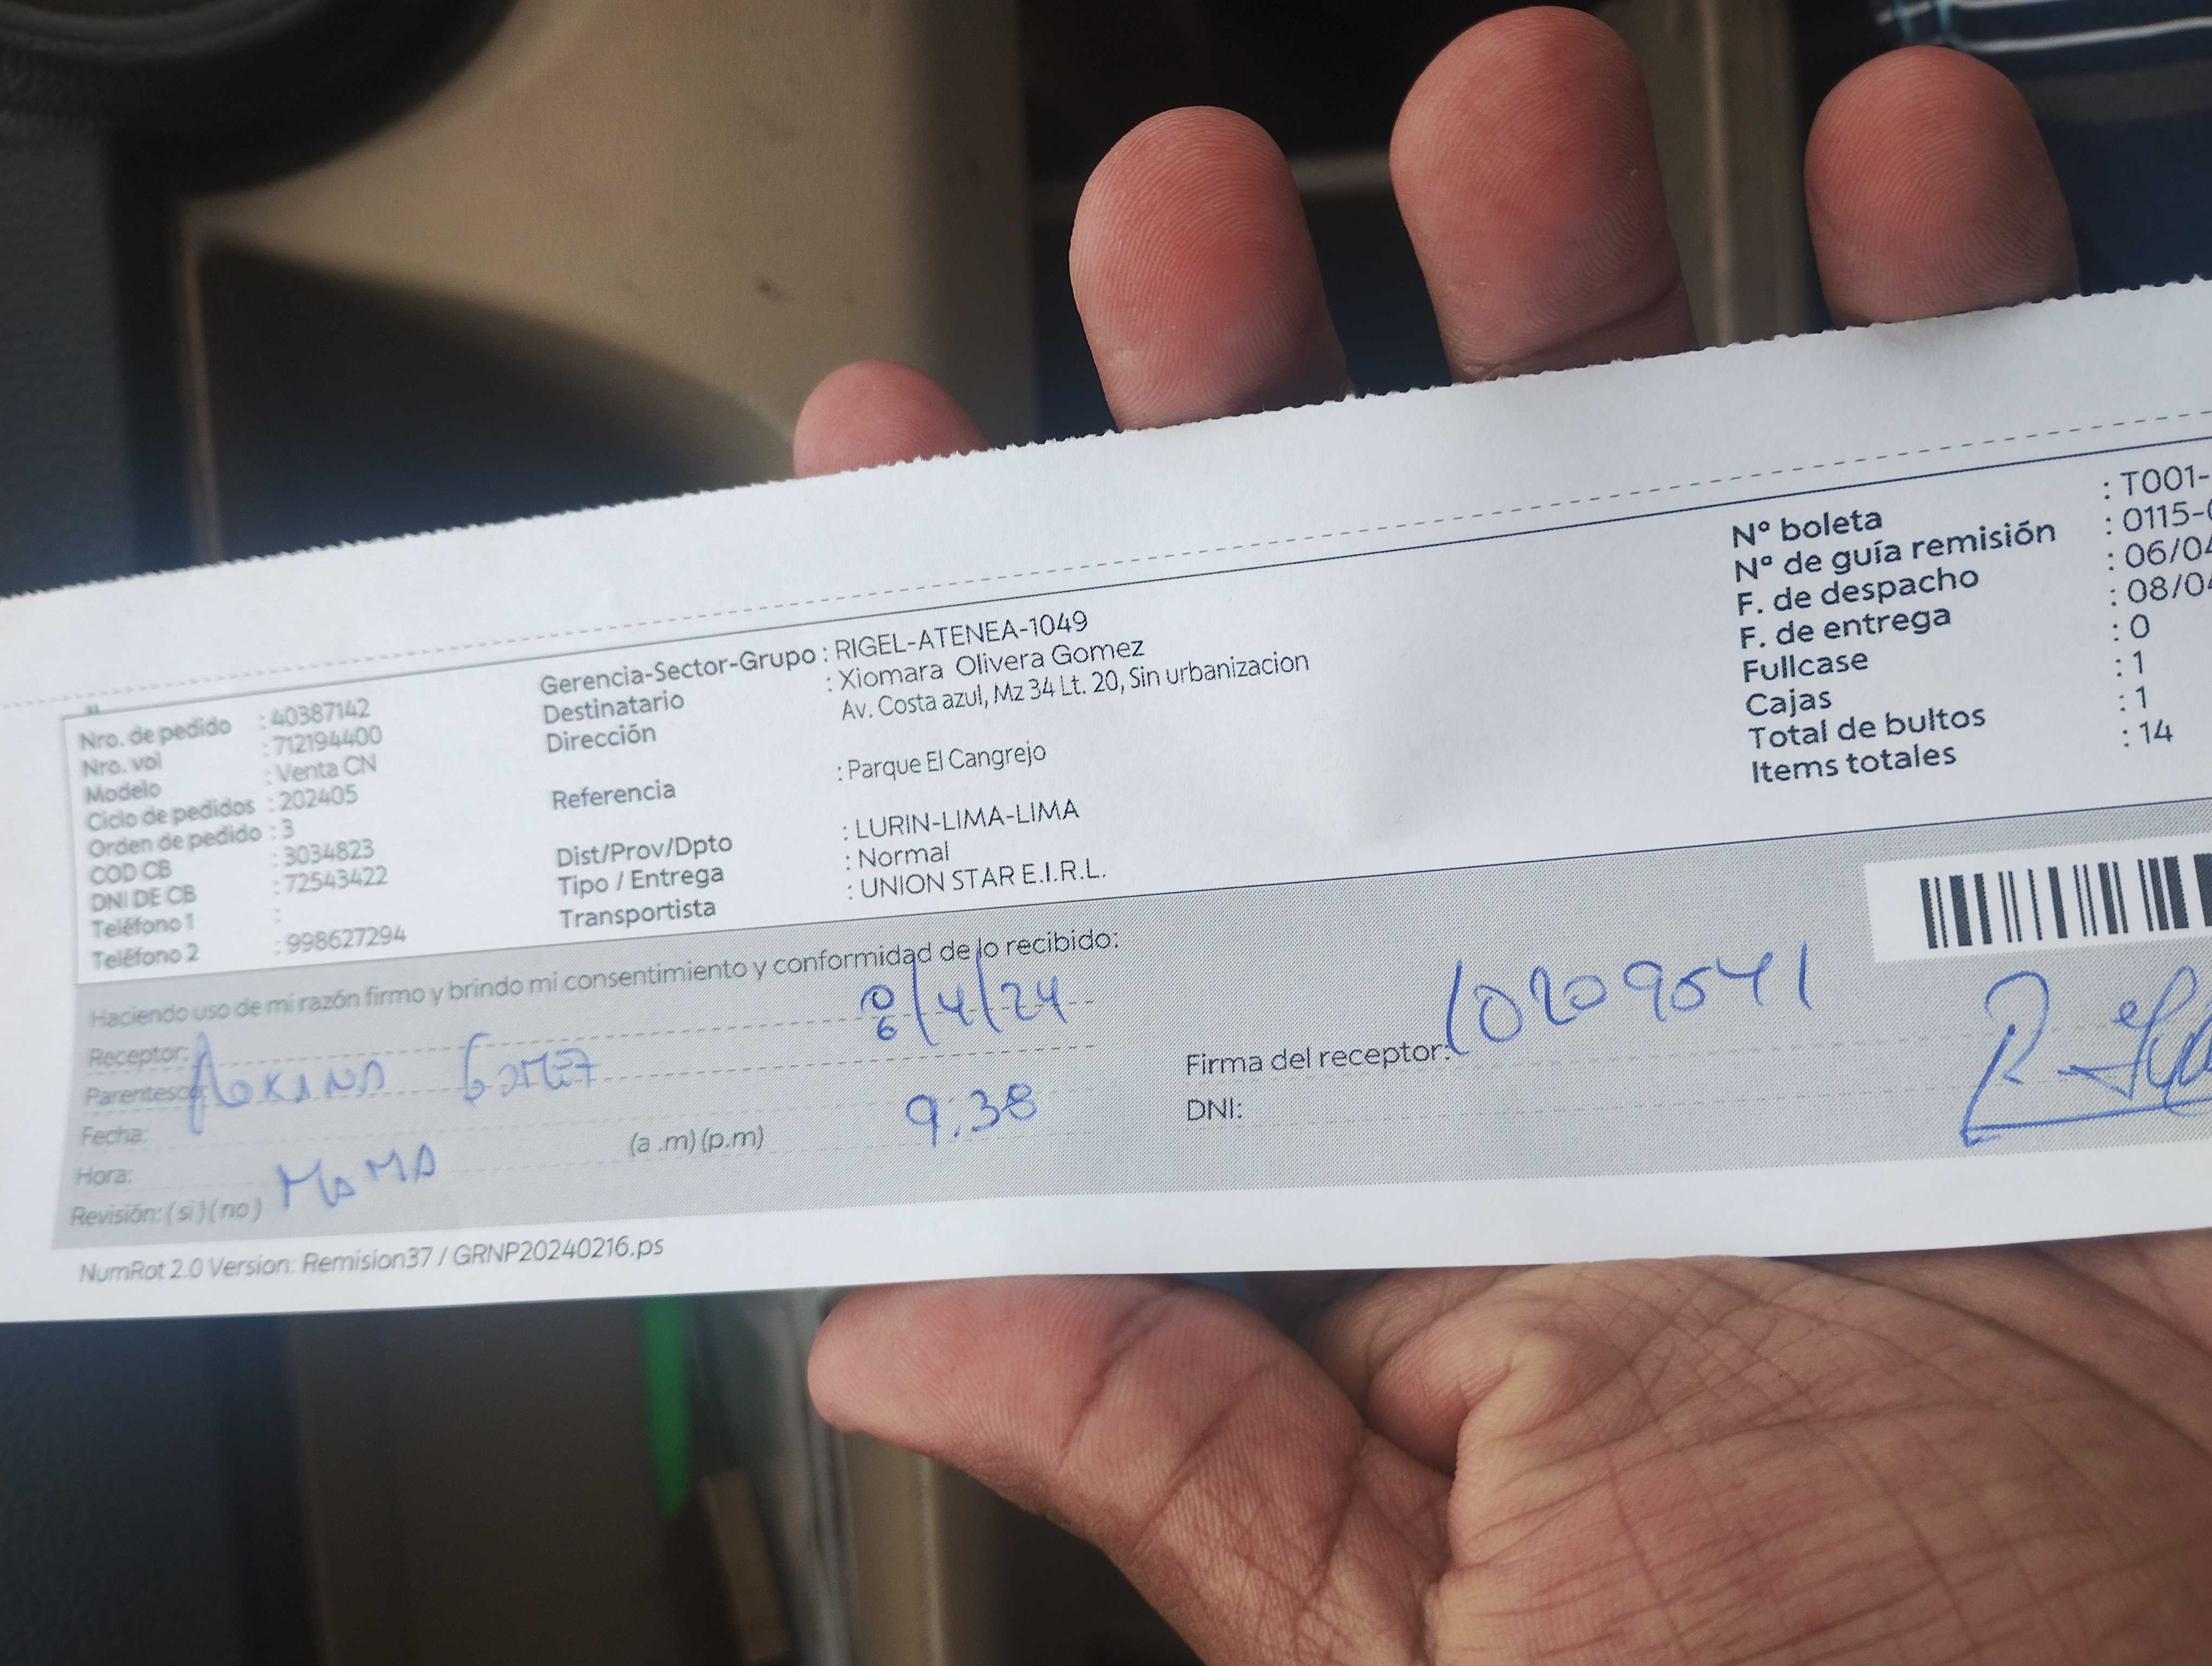 Nro. de pedido : 40387142
Nro. vol : 712194400
Modelo : Venta CN
Ciclo de pedidos : 202405
Orden de pedido : 3
COD CB : 3034823
DNI DE CB : 72543422
Teléfono 1 :
Teléfono 2 : 998627294
Gerencia-Sector-Grupo : RIGEL-ATENEA-1049
Destinatario : Xiomara Olivera Gomez
Dirección Av. Costa azul, Mz 34 Lt. 20, Sin urbanizacion
Referencia : Parque El Cangrejo
Dist/Prov/Dpto : LURIN-LIMA-LIMA
Tipo / Entrega : Normal
Transportista : UNION STAR E.I.R.L.
N° boleta : T001-
N° de guía remisión : 0115-
F. de despacho : 06/04
F. de entrega : 08/04
Fullcase : 0
Cajas : 1
Total de bultos : 1
Items totales : 14
Haciendo uso de mi razón firmo y brindo mi consentimiento y conformidad de lo recibido:
Receptor:
Parentesco:
Fecha:
Hora: (a .m) (p.m)
Revisión: ( si ) ( no )
MAMA
/4/24
9.38
Firma del receptor: 10209541
DNI:
NumRot 2.0 Version: Remision37 / GRNP20240216.ps